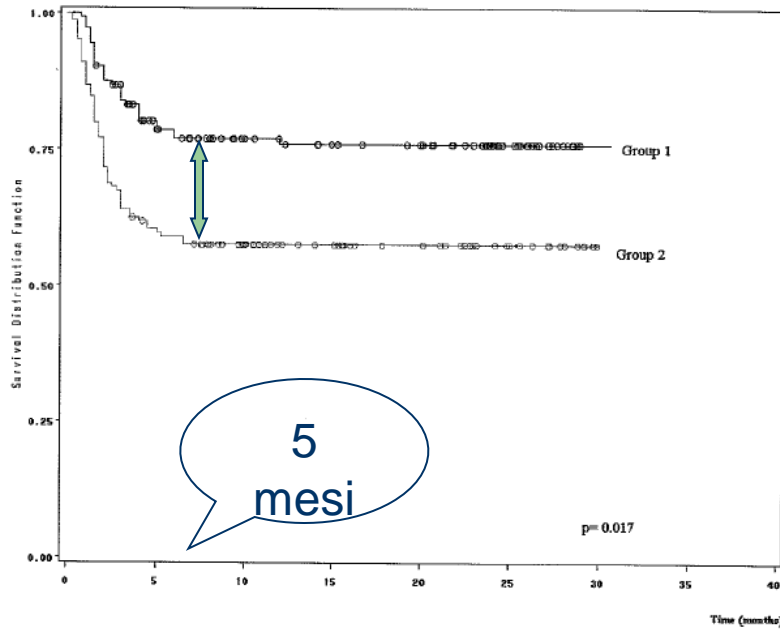 1.00
0.75
0.50
0.25
0.00
Survival Distribution Function
Group 1
Group 2
5
mesi
p= 0.017
0 5 10 15 20 25 30 35 40
Time (months)